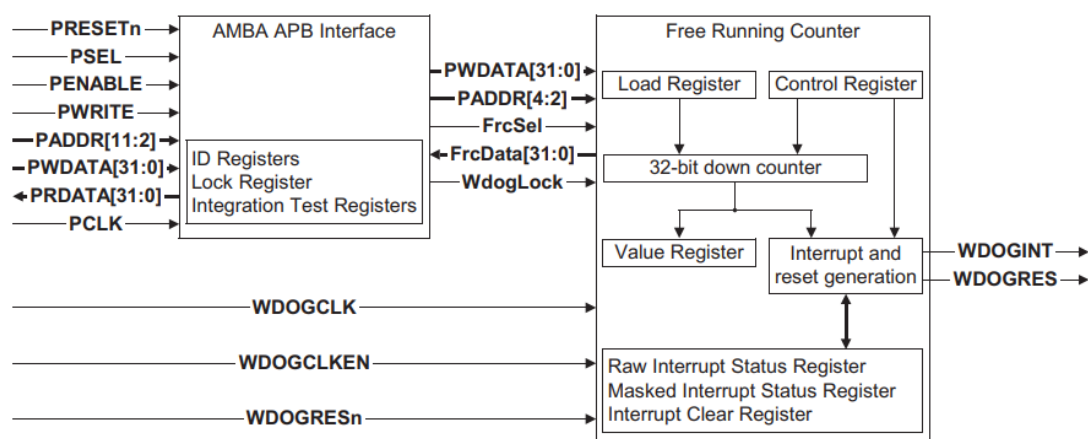 PRESETn
PSEL
PENABLE
PWRITE
PADDR[11:2]
PWDATA[31:0]
PRDATA[31:0]
PCLK
AMBA APB Interface
ID Registers
Lock Register
Integration Test Registers
PWDATA[31:0]
PADDR[4:2]
FrcSel
FrcData[31:0]
WdogLock
Free Running Counter
Load Register
Control Register
32-bit down counter
Value Register
Interrupt and
reset generation
WDOGINT
WDOGRES
WDOGCLK
WDOGCLKEN
WDOGRESn
Raw Interrupt Status Register
Masked Interrupt Status Register
Interrupt Clear Register